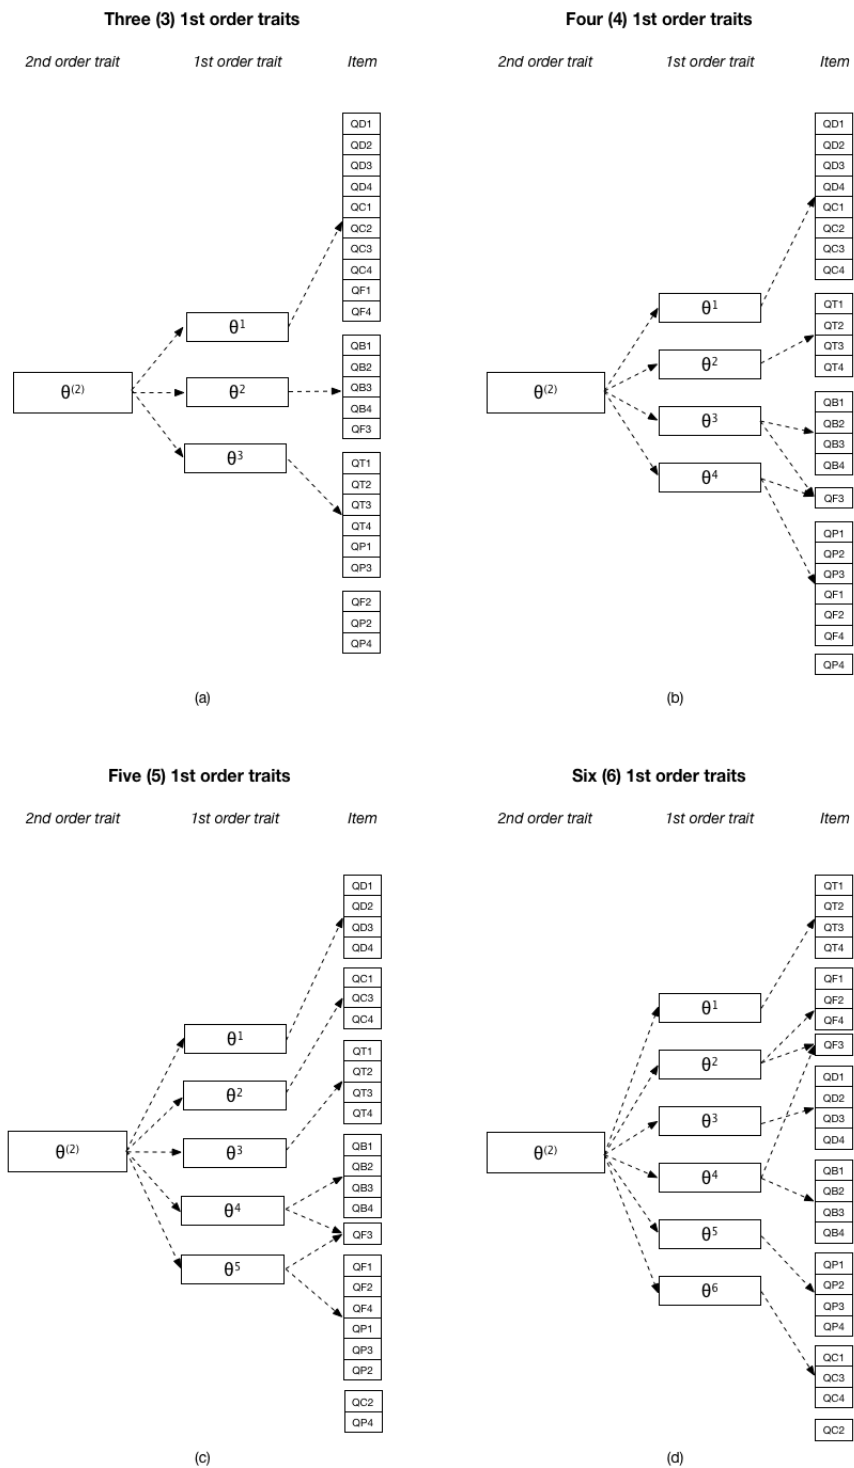 Three (3) 1st order traits
2nd order trait 1st order trait Item
QD1
QD2
QD3
QD4
QC1
QC2
QC3
QC4
QF1
QF4
QB1
QB2
QB3
QB4
QF3
QT1
QT2
QT3
QT4
QP1
QP3
QF2
QP2
QP4
θ¹
θ²
θ³
θ⁽²⁾
(a)
Four (4) 1st order traits
2nd order trait 1st order trait Item
QD1
QD2
QD3
QD4
QC1
QC2
QC3
QC4
QT1
QT2
QT3
QT4
QB1
QB2
QB3
QB4
QF3
QP1
QP2
QP3
QF1
QF2
QF4
QP4
θ¹
θ²
θ³
θ⁴
θ⁽²⁾
(b)
Five (5) 1st order traits
2nd order trait 1st order trait Item
QD1
QD2
QD3
QD4
QC1
QC3
QC4
QT1
QT2
QT3
QT4
QB1
QB2
QB3
QB4
QF3
QF1
QF2
QF4
QP1
QP3
QP2
QC2
QP4
θ¹
θ²
θ³
θ⁴
θ⁵
θ⁽²⁾
(c)
Six (6) 1st order traits
2nd order trait 1st order trait Item
QT1
QT2
QT3
QT4
QF1
QF2
QF4
QF3
QD1
QD2
QD3
QD4
QB1
QB2
QB3
QB4
QP1
QP2
QP3
QP4
QC1
QC3
QC4
QC2
θ¹
θ²
θ³
θ⁴
θ⁵
θ⁶
θ⁽²⁾
(d)